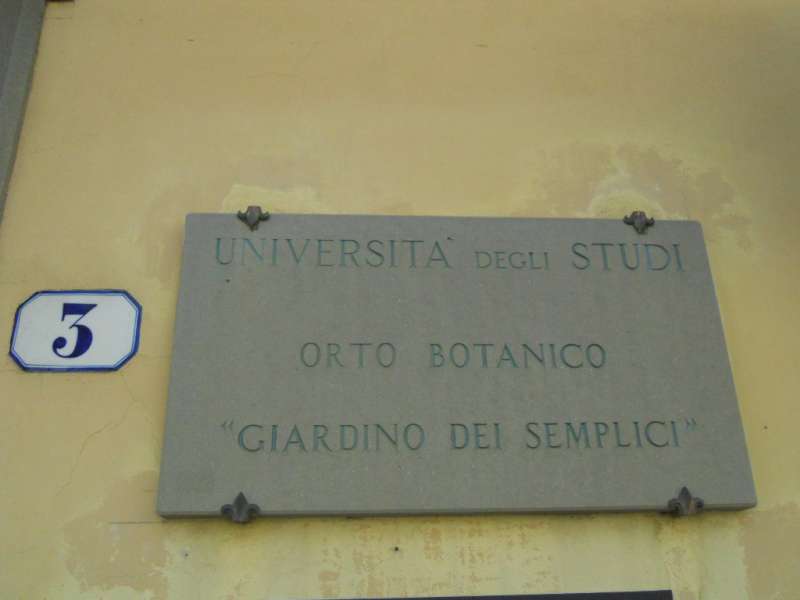 3
UNIVERSITA' DEGLI STUDI
ORTO BOTANICO
"GIARDINO DEI SEMPLICI"